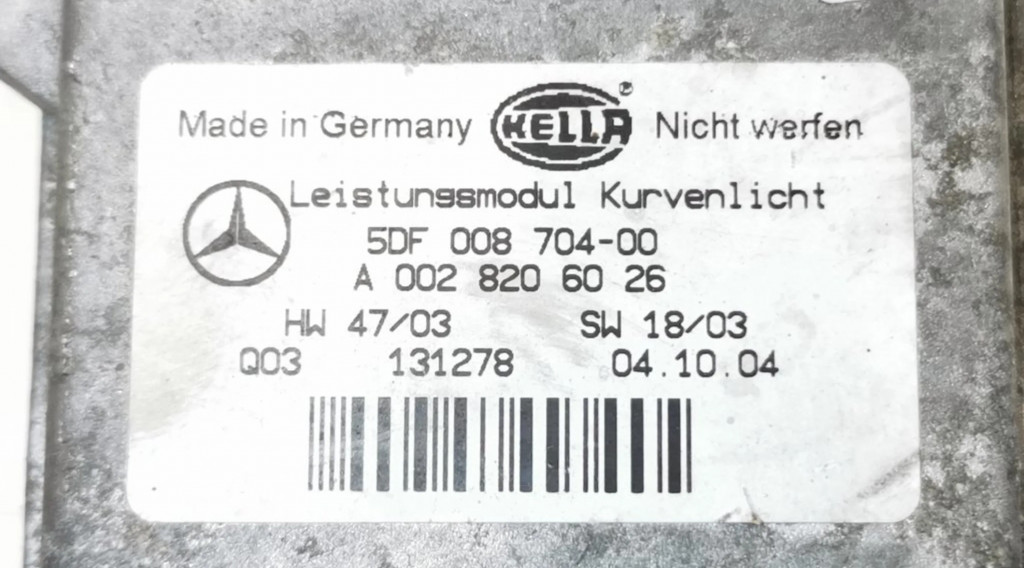 Made in Germany HELLA ® Nicht werfen
Leistungsmodul Kurvenlicht
5DF 008 704-00
A 002 820 60 26
HW 47/03 SW 18/03
Q03 131278 04.10.04